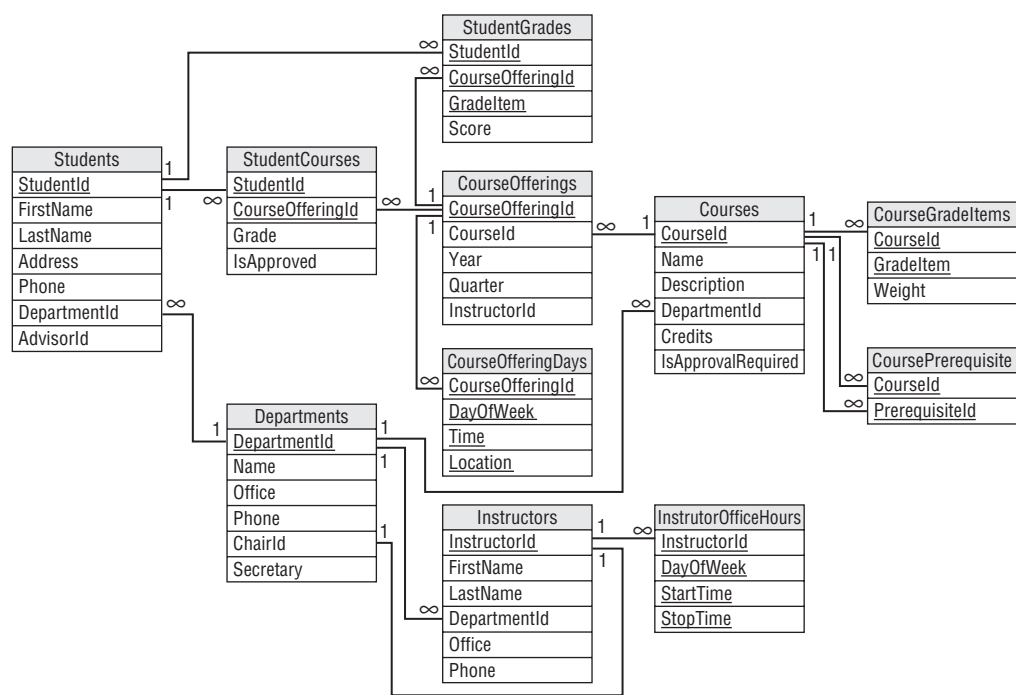 StudentGrades
StudentId
CourseOfferingId
GradeItem
Score
Students
StudentId
FirstName
LastName
Address
Phone
DepartmentId
AdvisorId
StudentCourses
StudentId
CourseOfferingId
Grade
IsApproved
CourseOfferings
CourseOfferingId
CourseId
Year
Quarter
InstructorId
Courses
CourseId
Name
Description
DepartmentId
Credits
IsApprovalRequired
CourseGradeItems
CourseId
GradeItem
Weight
CoursePrerequisite
CourseId
PrerequisiteId
CourseOfferingDays
CourseOfferingId
DayOfWeek
Time
Location
Departments
DepartmentId
Name
Office
Phone
ChairId
Secretary
Instructors
InstructorId
FirstName
LastName
DepartmentId
Office
Phone
InstrutorOfficeHours
InstructorId
DayOfWeek
StartTime
StopTime
1
∞
1
∞
∞
1
∞
1
∞
1
∞
1
∞
1
∞
1
∞
1
∞
1
1
∞
1
∞
1
∞
1
1